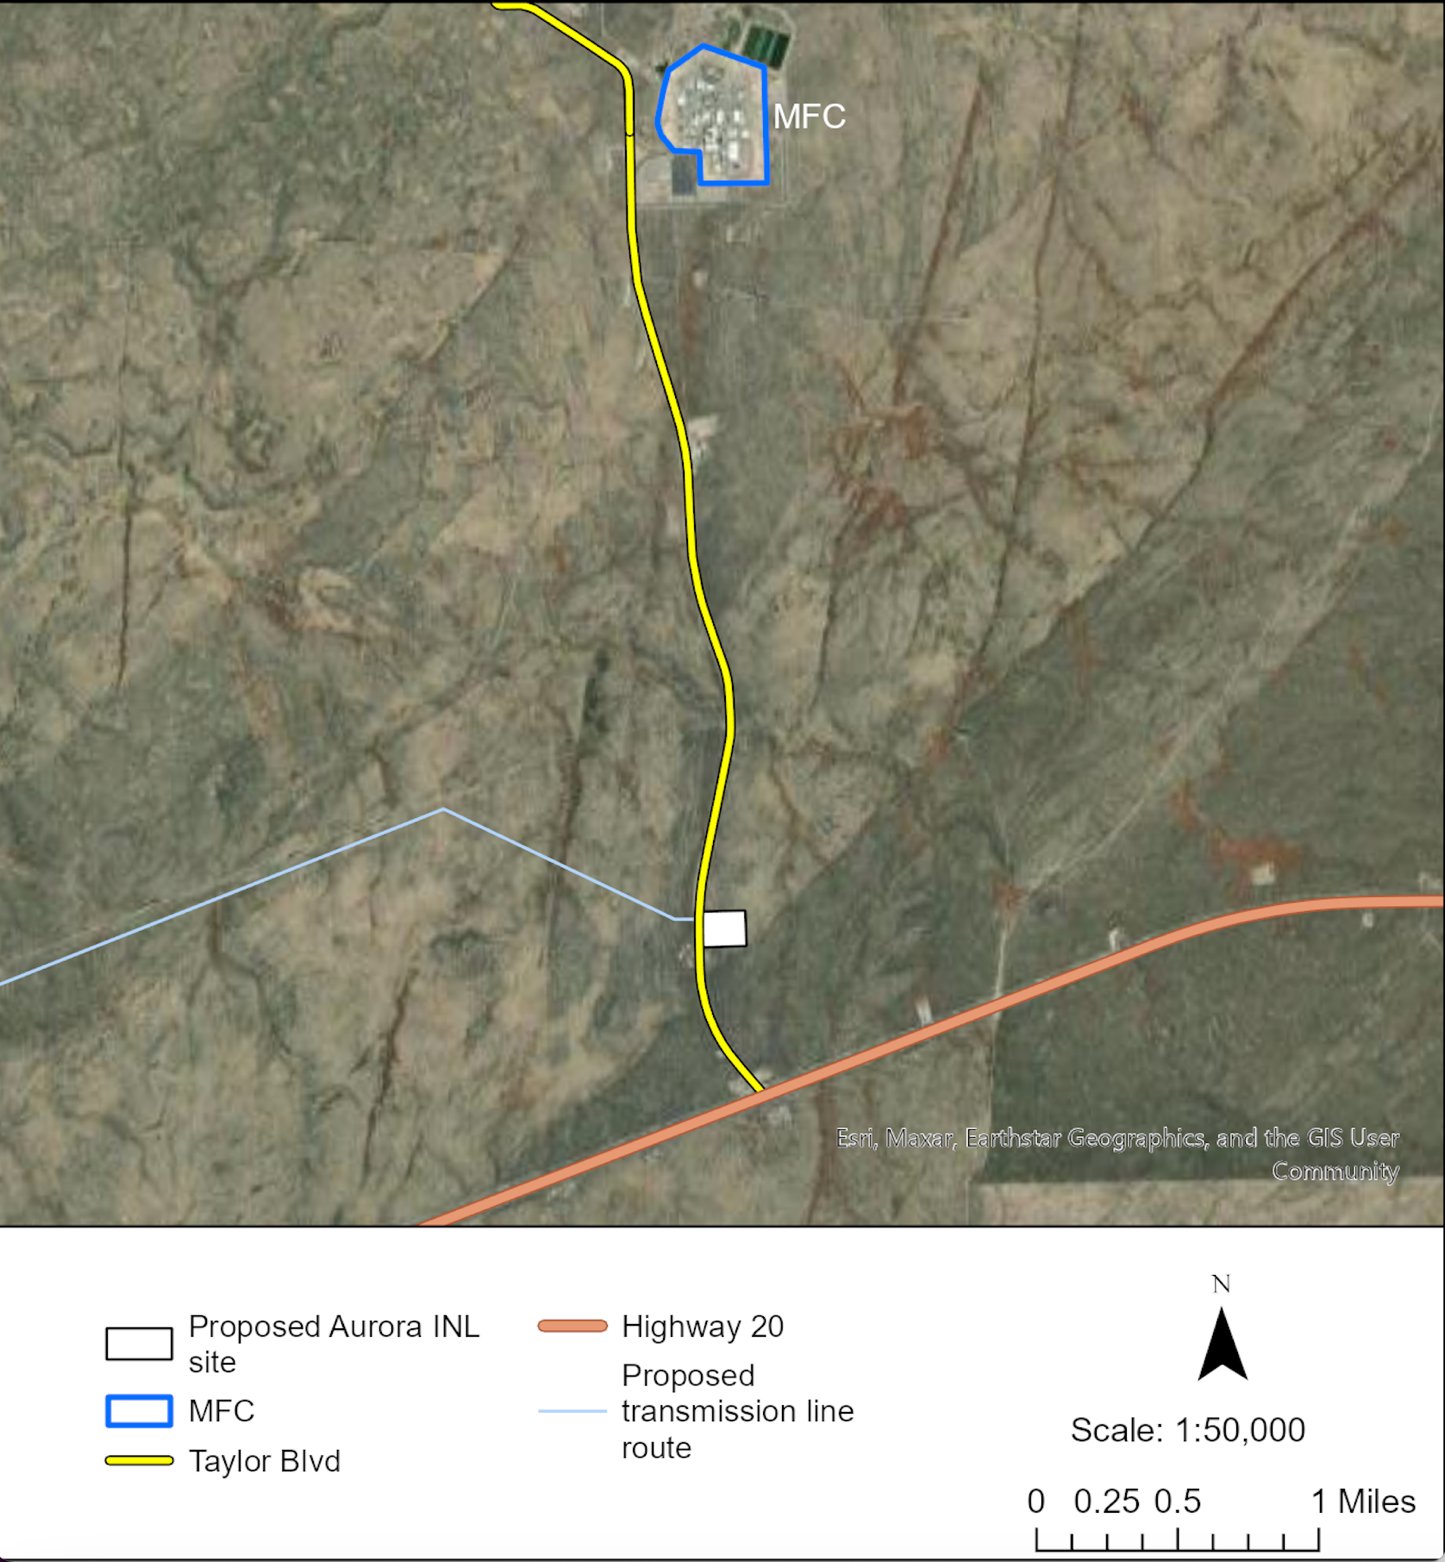 MFC
Esri, Maxar, Earthstar Geographics, and the GIS User
Community
Proposed Aurora INL
site
MFC
Taylor Blvd
Highway 20
Proposed
transmission line
route
N
Scale: 1:50,000
0 0.25 0.5 1 Miles